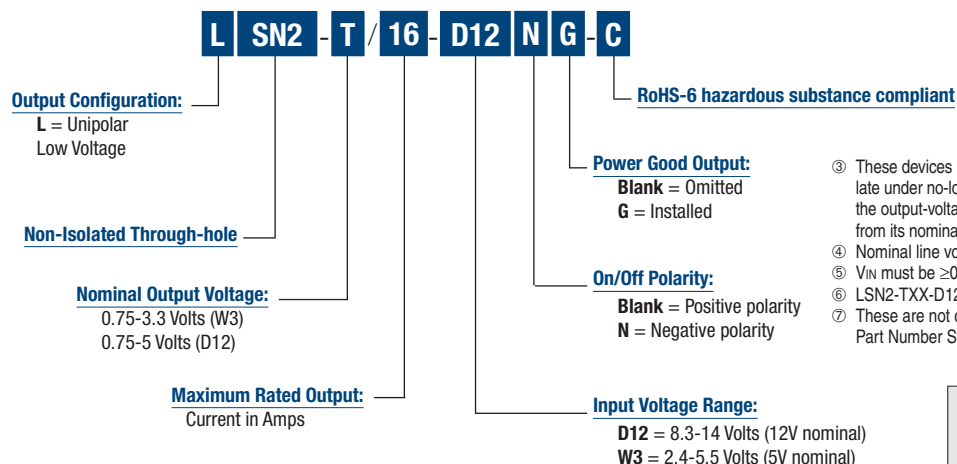 L SN2 - T / 16 - D12 N G - C
RoHS-6 hazardous substance compliant
Output Configuration:
L = Unipolar
Low Voltage
Power Good Output:
Blank = Omitted
G = Installed
Non-Isolated Through-hole
On/Off Polarity:
Blank = Positive polarity
N = Negative polarity
Nominal Output Voltage:
0.75-3.3 Volts (W3)
0.75-5 Volts (D12)
Maximum Rated Output:
Current in Amps
Input Voltage Range:
D12 = 8.3-14 Volts (12V nominal)
W3 = 2.4-5.5 Volts (5V nominal)
③ These devices
late under no-lo
the output-volta
from its nomina
④ Nominal line vo
⑤ VIN must be ≥0
⑥ LSN2-TXX-D12
⑦ These are not c
Part Number S